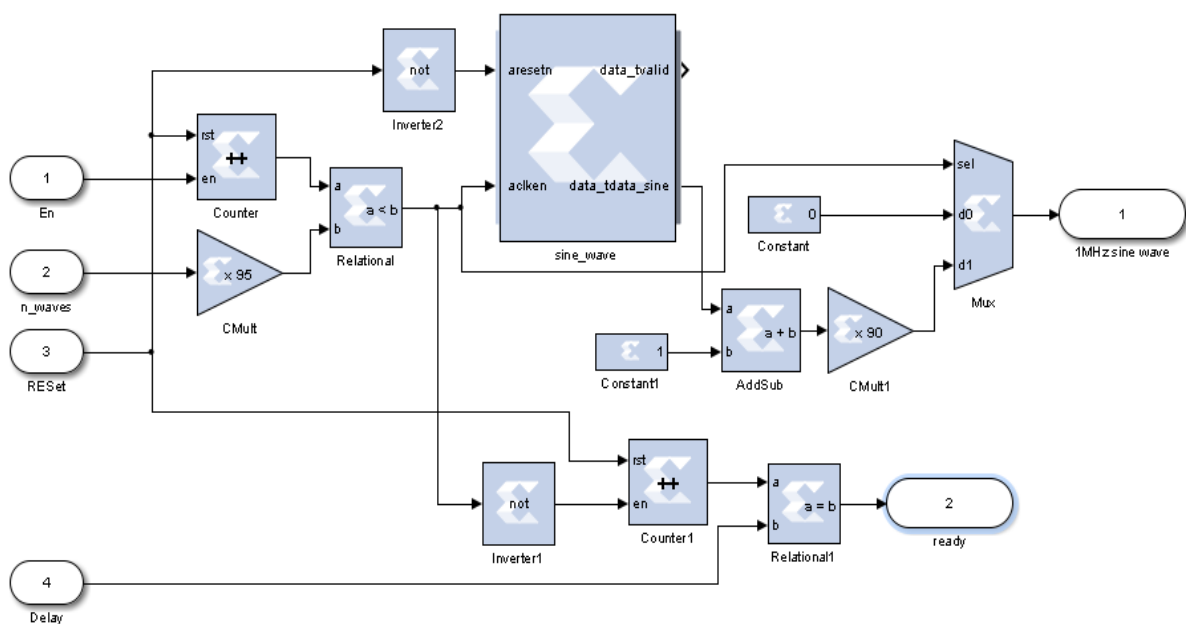 not
aresetn
data_tvalid
Inverter2
rst
++
en
Counter
1
En
a
a < b
b
Relational
aclken
data_tdata_sine
sine_wave
sel
d0
d1
Mux
0
Constant
1
1MHz sine wave
2
n_waves
x 95
CMult
3
RESet
1
Constant1
a
a + b
b
AddSub
x 90
CMult1
rst
++
en
Counter1
not
Inverter1
a
a = b
b
Relational1
2
ready
4
Delay